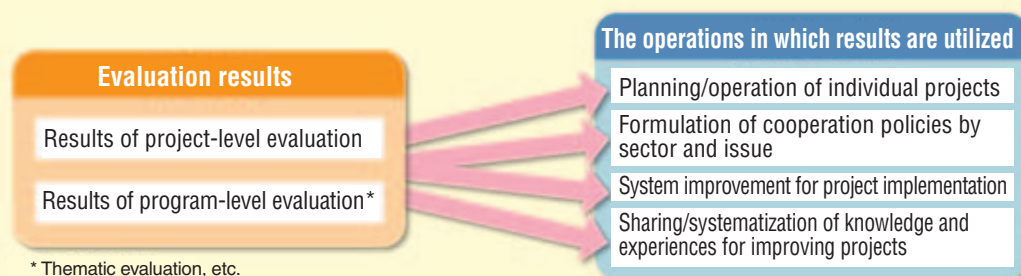 Evaluation results
Results of project-level evaluation
Results of program-level evaluation*
* Thematic evaluation, etc.
The operations in which results are utilized
Planning/operation of individual projects
Formulation of cooperation policies by
sector and issue
System improvement for project implementation
Sharing/systematization of knowledge and
experiences for improving projects